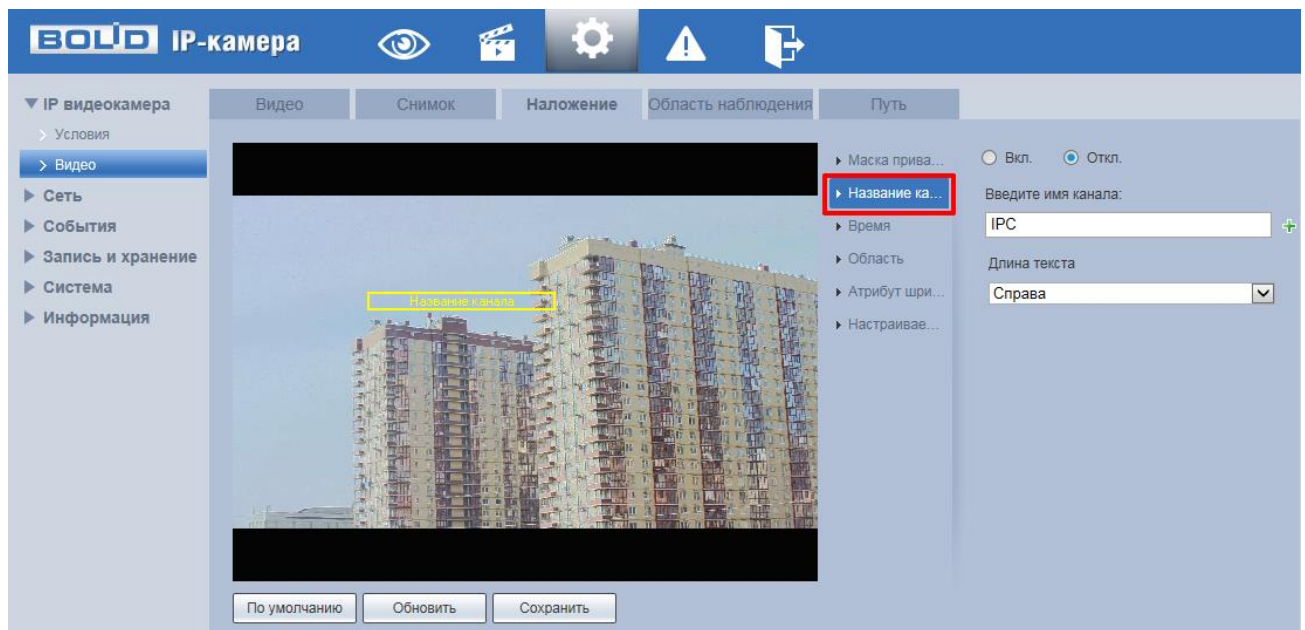 BOLID IP-камера
IP видеокамера
Условия
Видео
Сеть
События
Запись и хранение
Система
Информация
Видео Снимок Наложение Область наблюдения Путь
Название канала
По умолчанию Обновить Сохранить
Маска прива...
Название ка...
Время
Область
Атрибут шри...
Настраивае...
Вкл. Откл.
Введите имя канала:
IPC
Длина текста
Справа